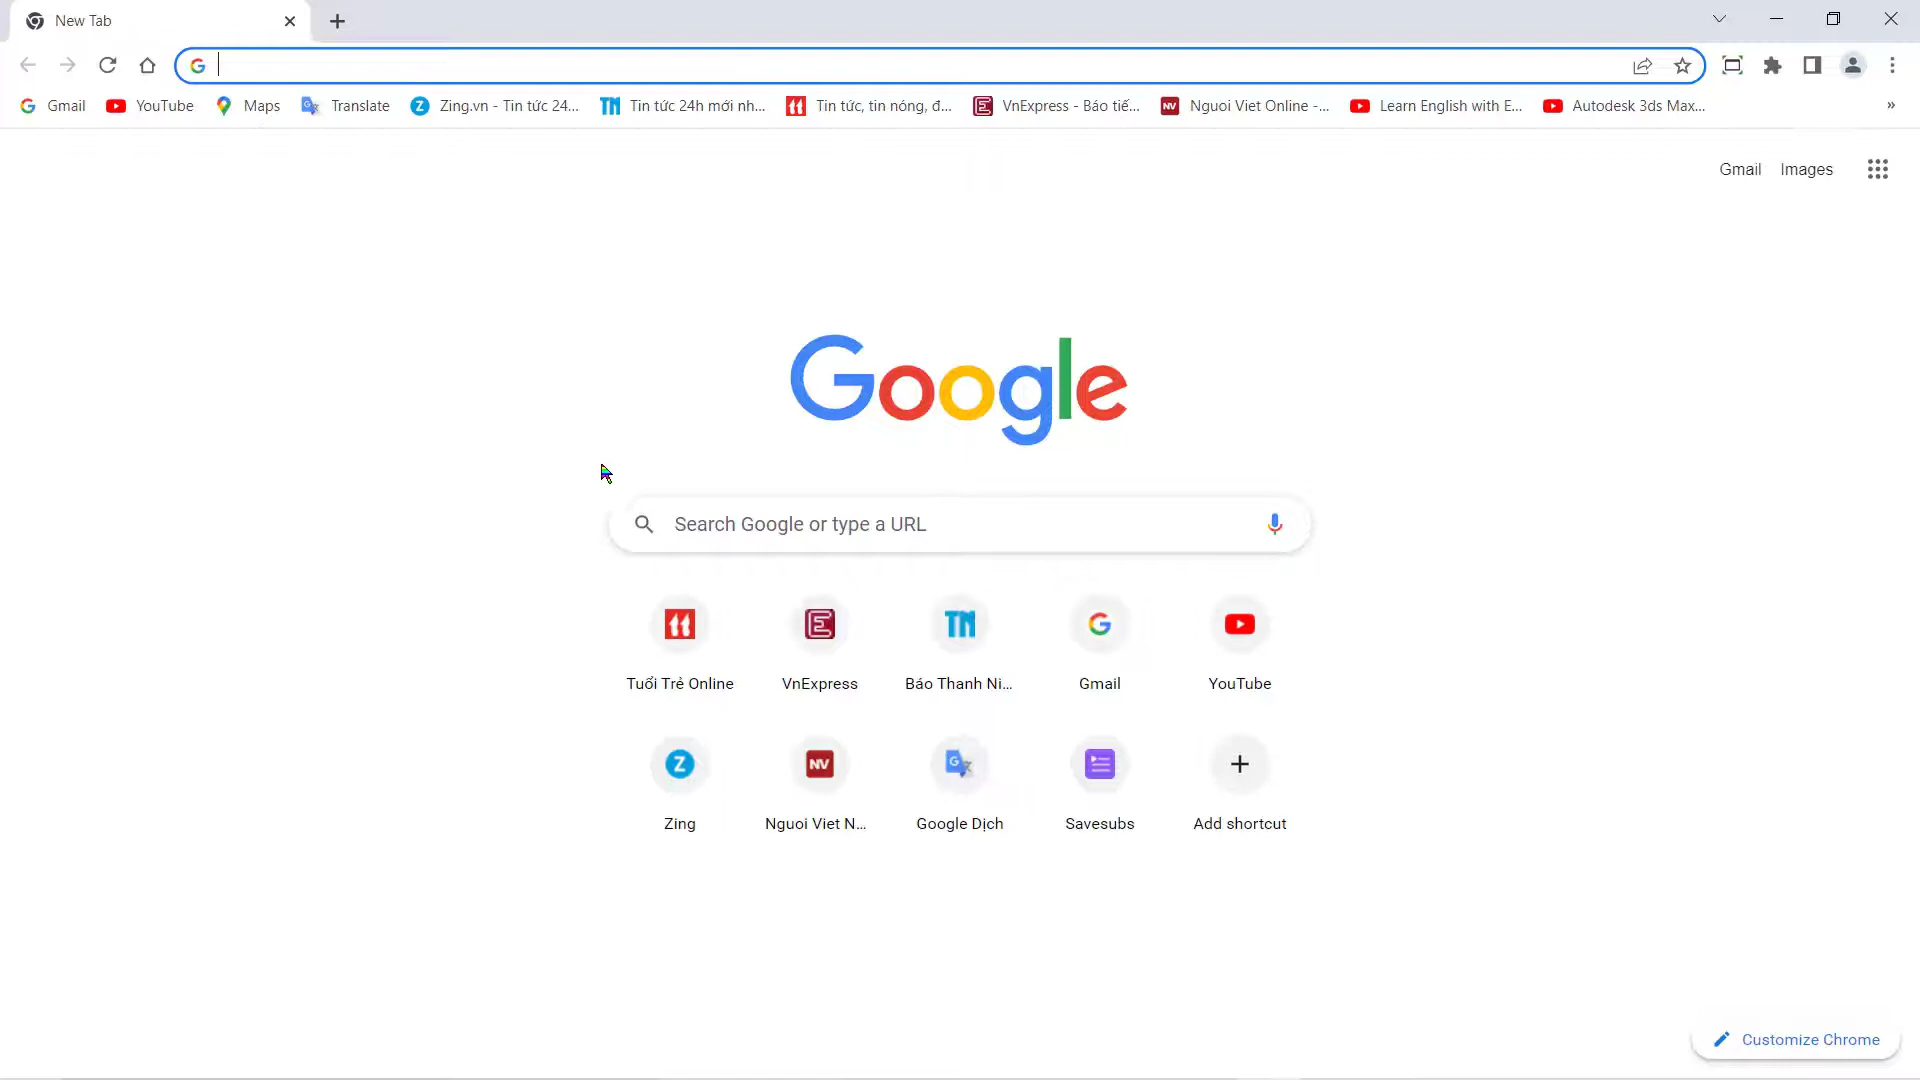 New Tab
Gmail YouTube Maps Translate Zing.vn - Tin tức 24... Tin tức 24h mới nh... Tin tức, tin nóng, đ... VnExpress - Báo tiế... Nguoi Viet Online -... Learn English with E... Autodesk 3ds Max... »
Gmail Images
Google
Search Google or type a URL
Tuổi Trẻ Online VnExpress Báo Thanh Ni... Gmail YouTube
Zing Nguoi Viet N... Google Dịch Savesubs Add shortcut
Customize Chrome